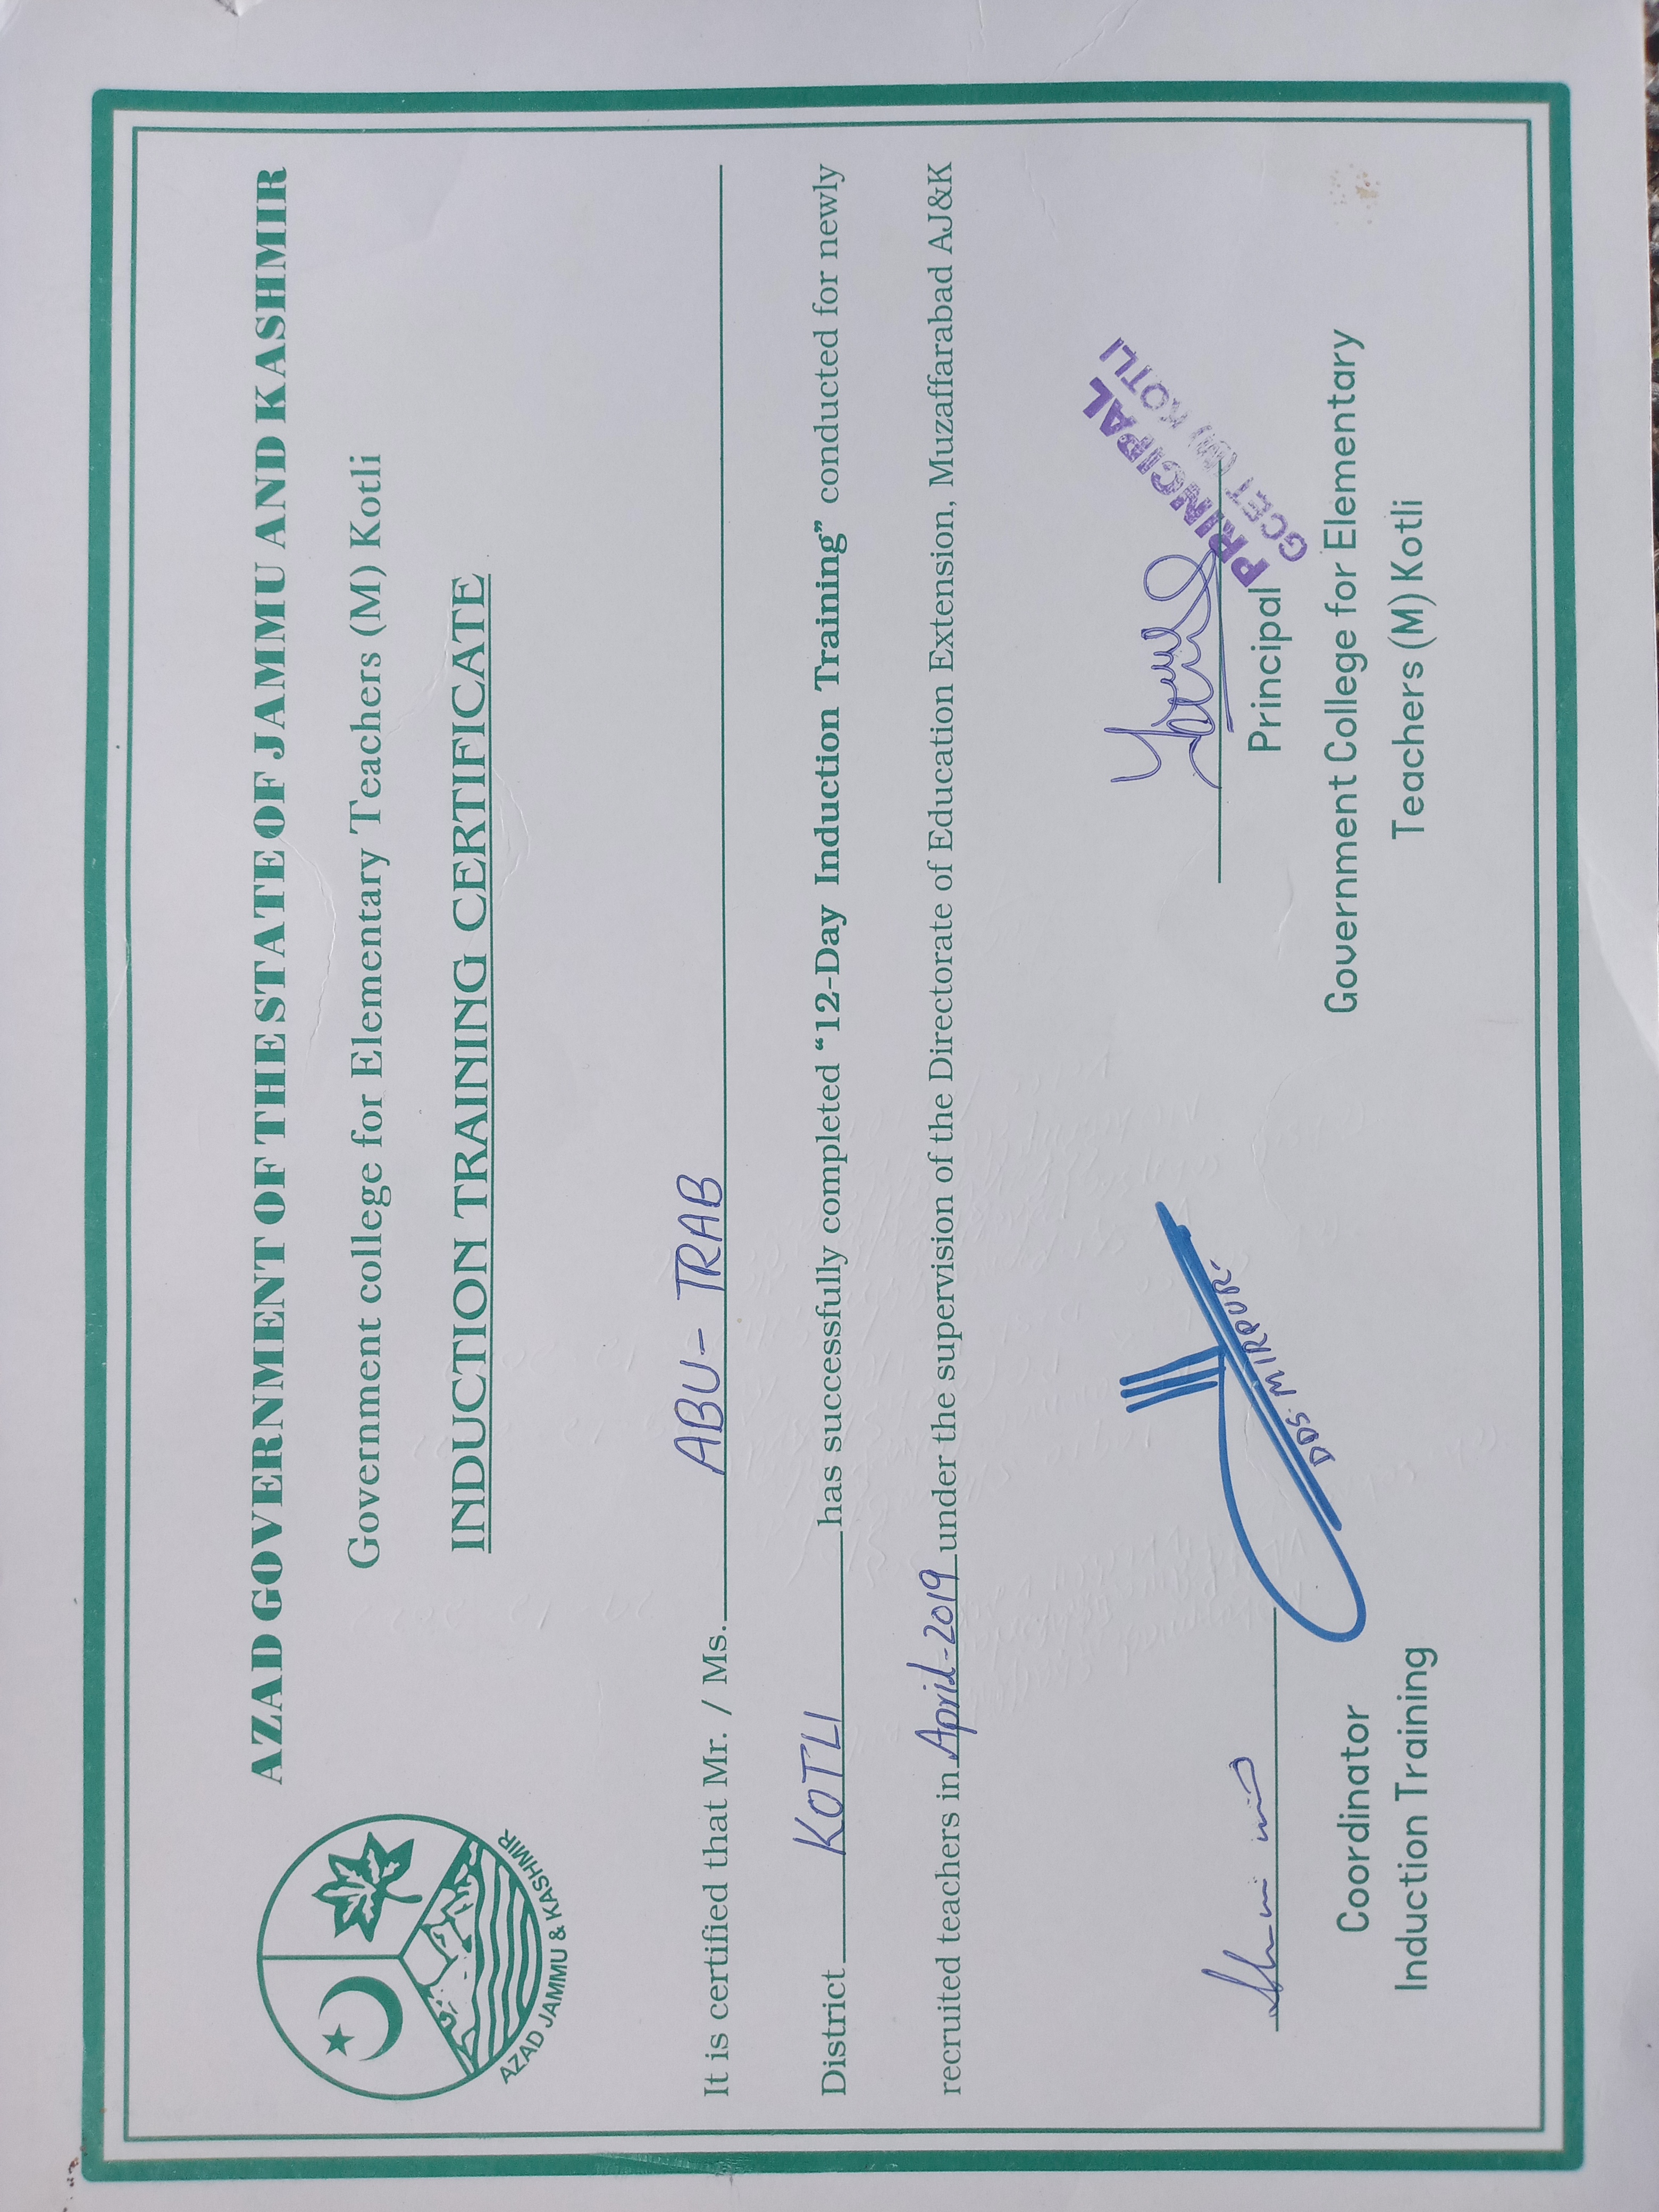 AZAD GOVERNMENT OF THE STATE OF JAMMU AND KASHMIR
Government college for Elementary Teachers (M) Kotli
INDUCTION TRAINING CERTIFICATE
AZAD JAMMU & KASHMIR
It is certified that Mr. / Ms. ABU - TRAB
District KOTLI has successfully completed “12-Day Induction Training” conducted for newly
recruited teachers in April-2019 under the supervision of the Directorate of Education Extension, Muzaffarabad AJ&K
DDS MIRPUR
Coordinator
Induction Training
PRINCIPAL
GCET (M) KOTLI
Principal
Government College for Elementary
Teachers (M) Kotli